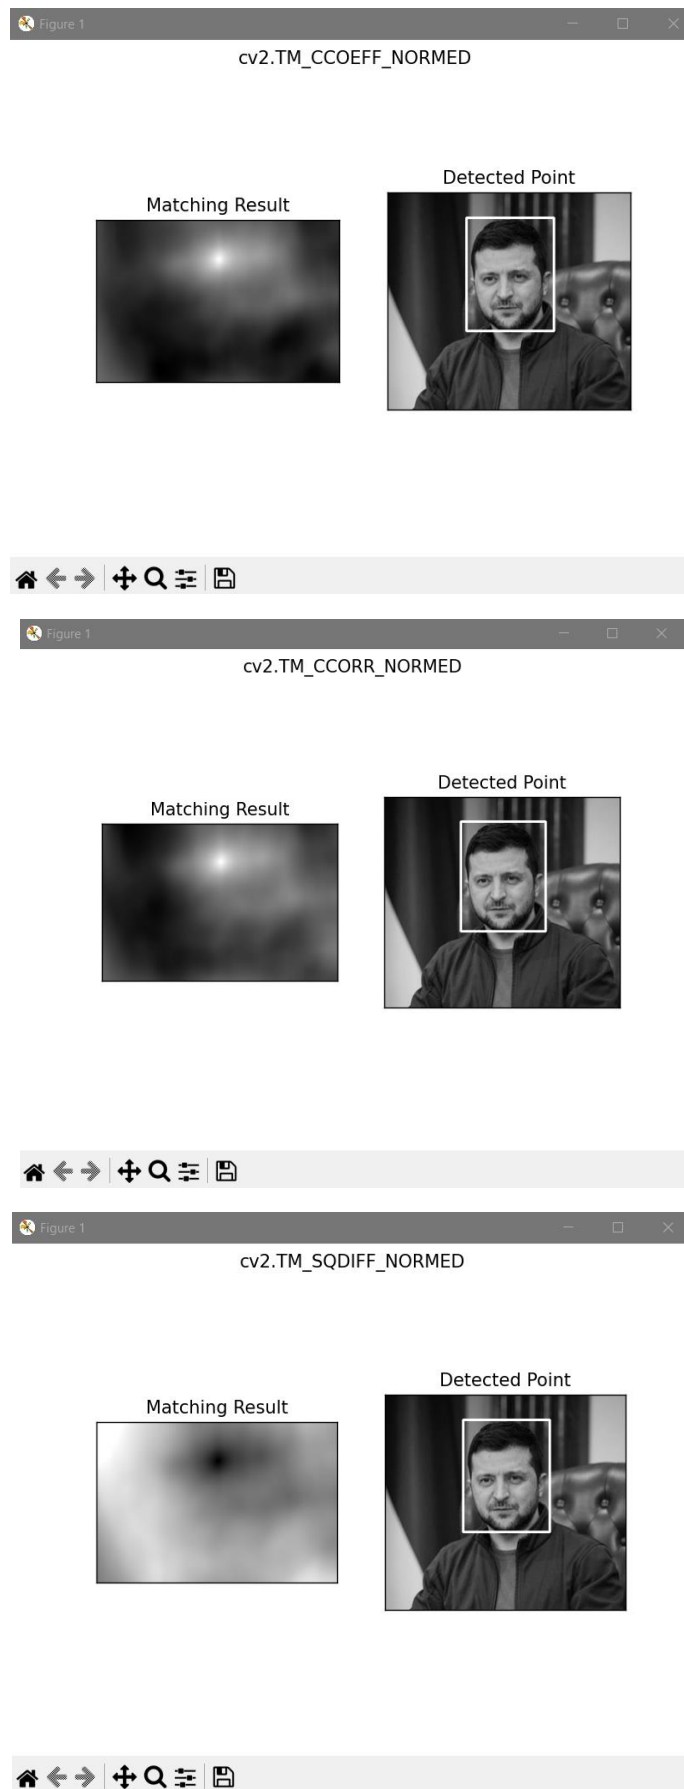 Figure 1
cv2.TM_CCOEFF_NORMED
Detected Point
Matching Result
Figure 1
cv2.TM_CCORR_NORMED
Detected Point
Matching Result
Figure 1
cv2.TM_SQDIFF_NORMED
Detected Point
Matching Result